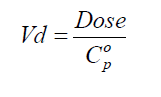 Vd = Dose / C_p^o